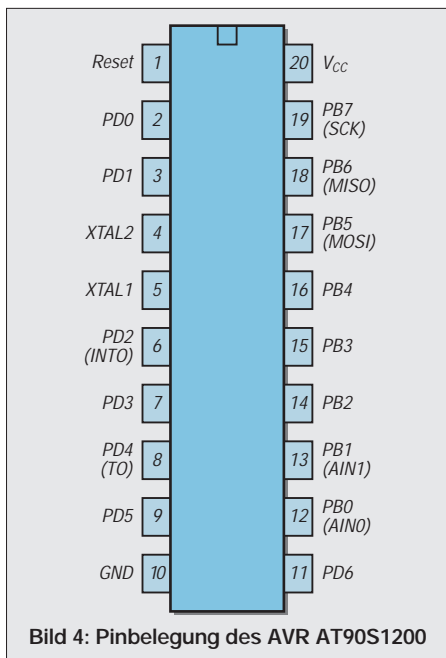 Reset 1 20 VCC
PD0 2 19 PB7
(SCK)
PD1 3 18 PB6
(MISO)
XTAL2 4 17 PB5
(MOSI)
XTAL1 5 16 PB4
PD2
(INTO) 6 15 PB3
PD3 7 14 PB2
PD4
(TO) 8 13 PB1
(AIN1)
PD5 9 12 PB0
(AIN0)
GND 10 11 PD6
Bild 4: Pinbelegung des AVR AT90S1200